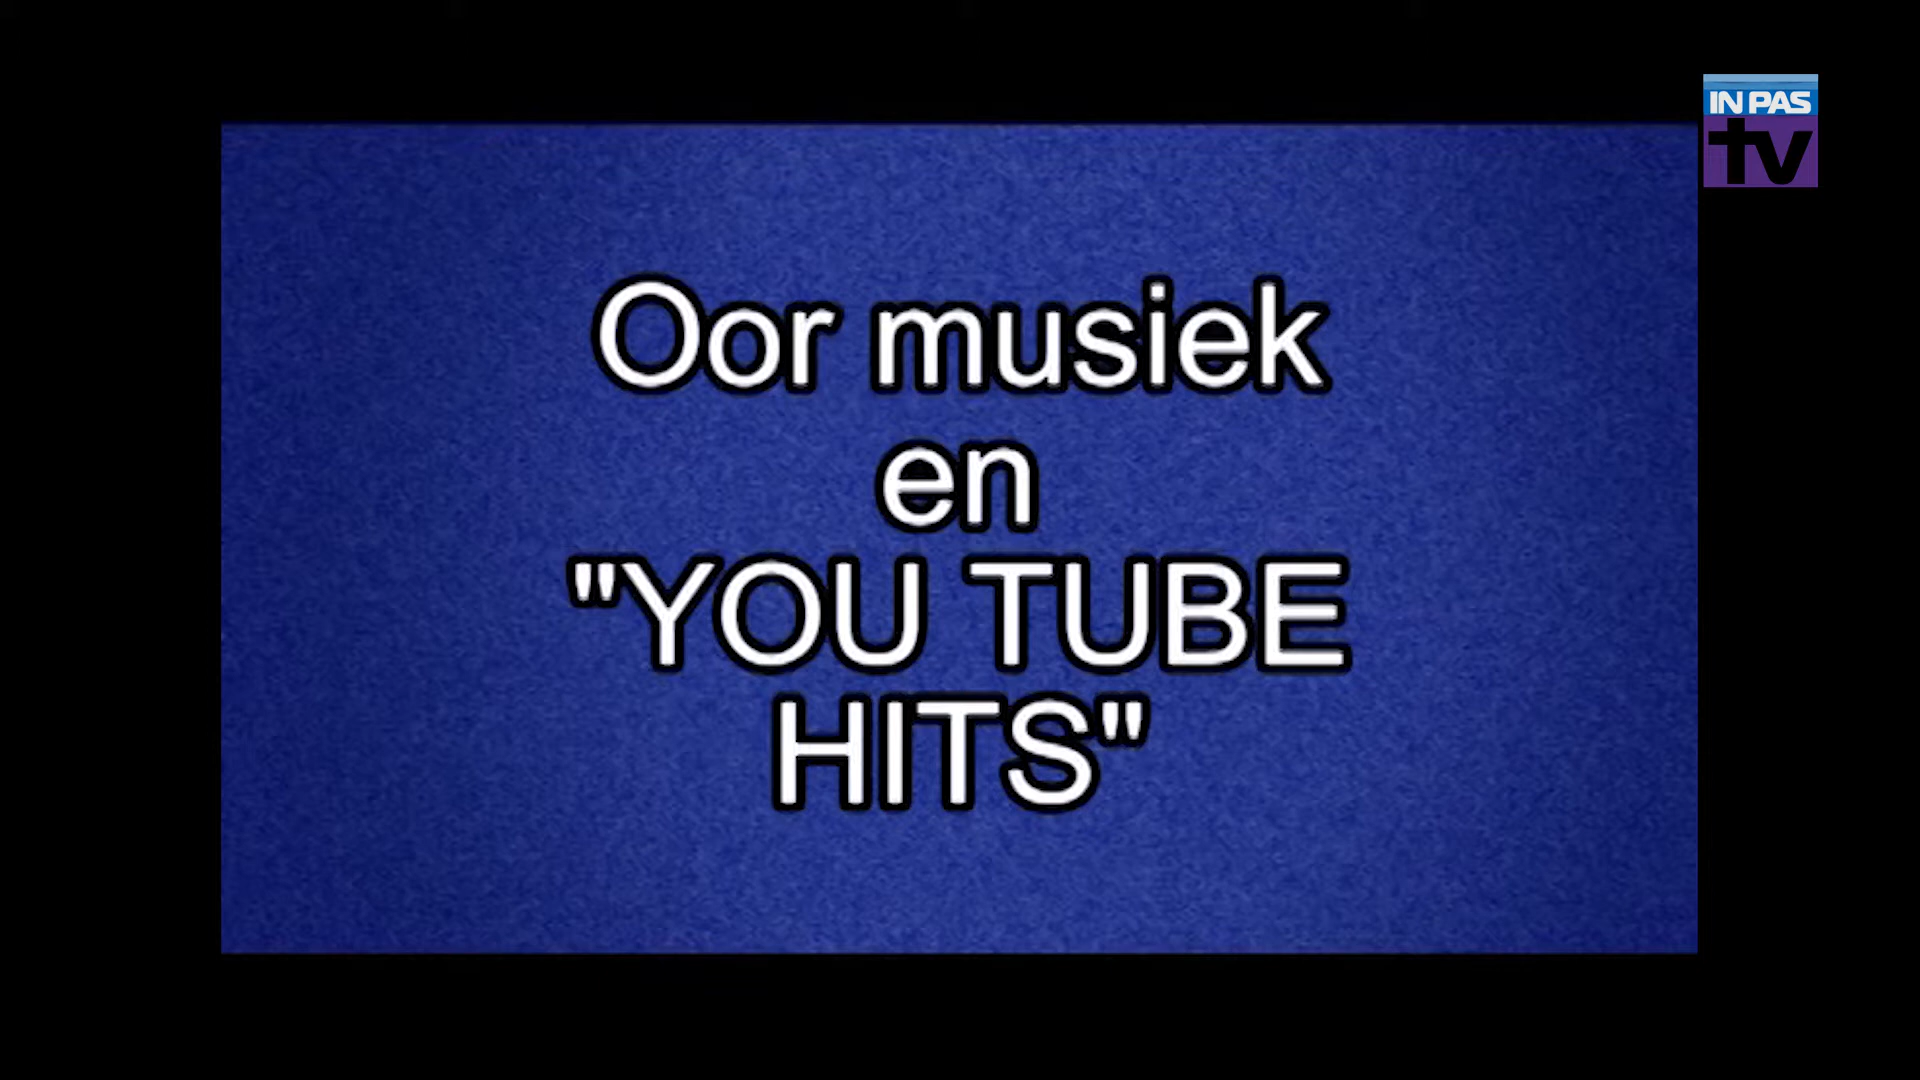 IN PAS
tv
Oor musiek
en
"YOU TUBE
HITS"